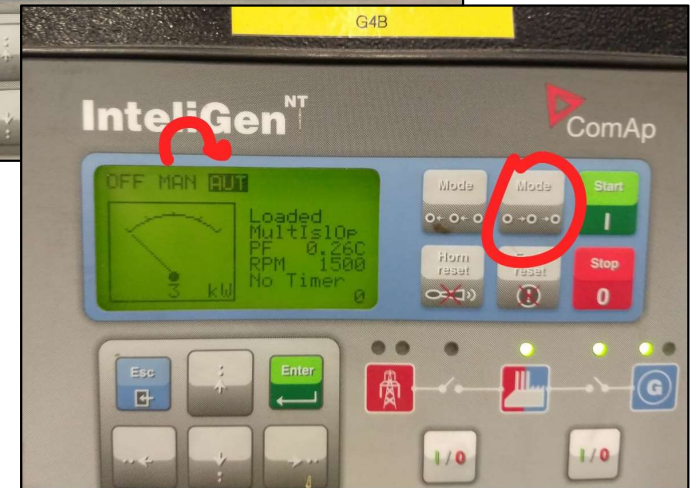 G4B
InteliGen NT
ComAp
OFF MAN AUT
Loaded
MultIslOp
PF 0.26C
RPM 1500
No Timer
0
3 kW
Mode
Mode
Start
I
Horn
reset
reset
Stop
0
Esc
Enter
G
I/0
I/0